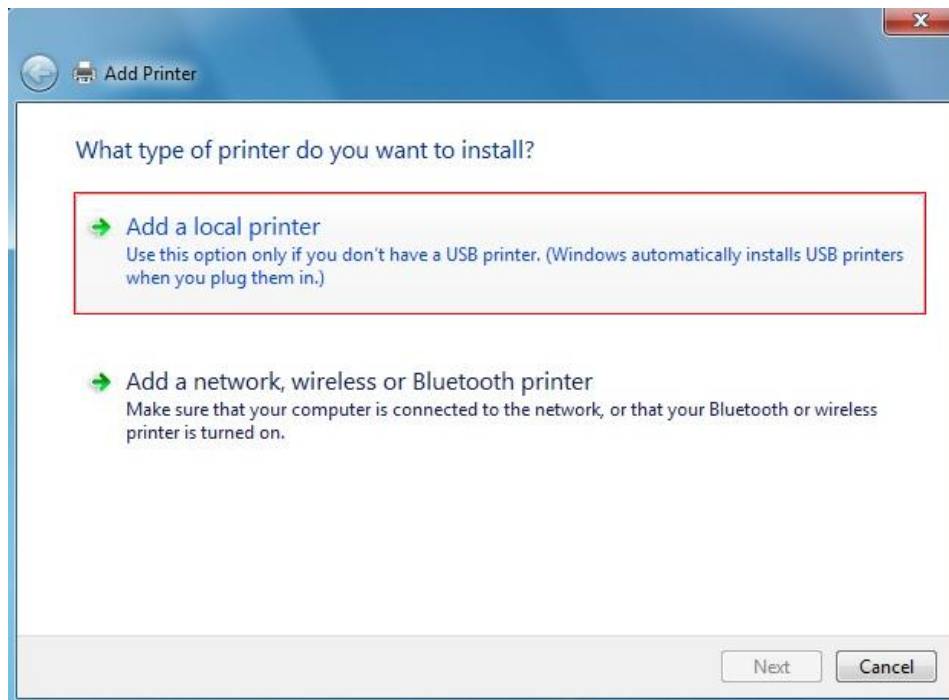 Add Printer
What type of printer do you want to install?
Add a local printer
Use this option only if you don't have a USB printer. (Windows automatically installs USB printers
when you plug them in.)
Add a network, wireless or Bluetooth printer
Make sure that your computer is connected to the network, or that your Bluetooth or wireless
printer is turned on.
Next
Cancel